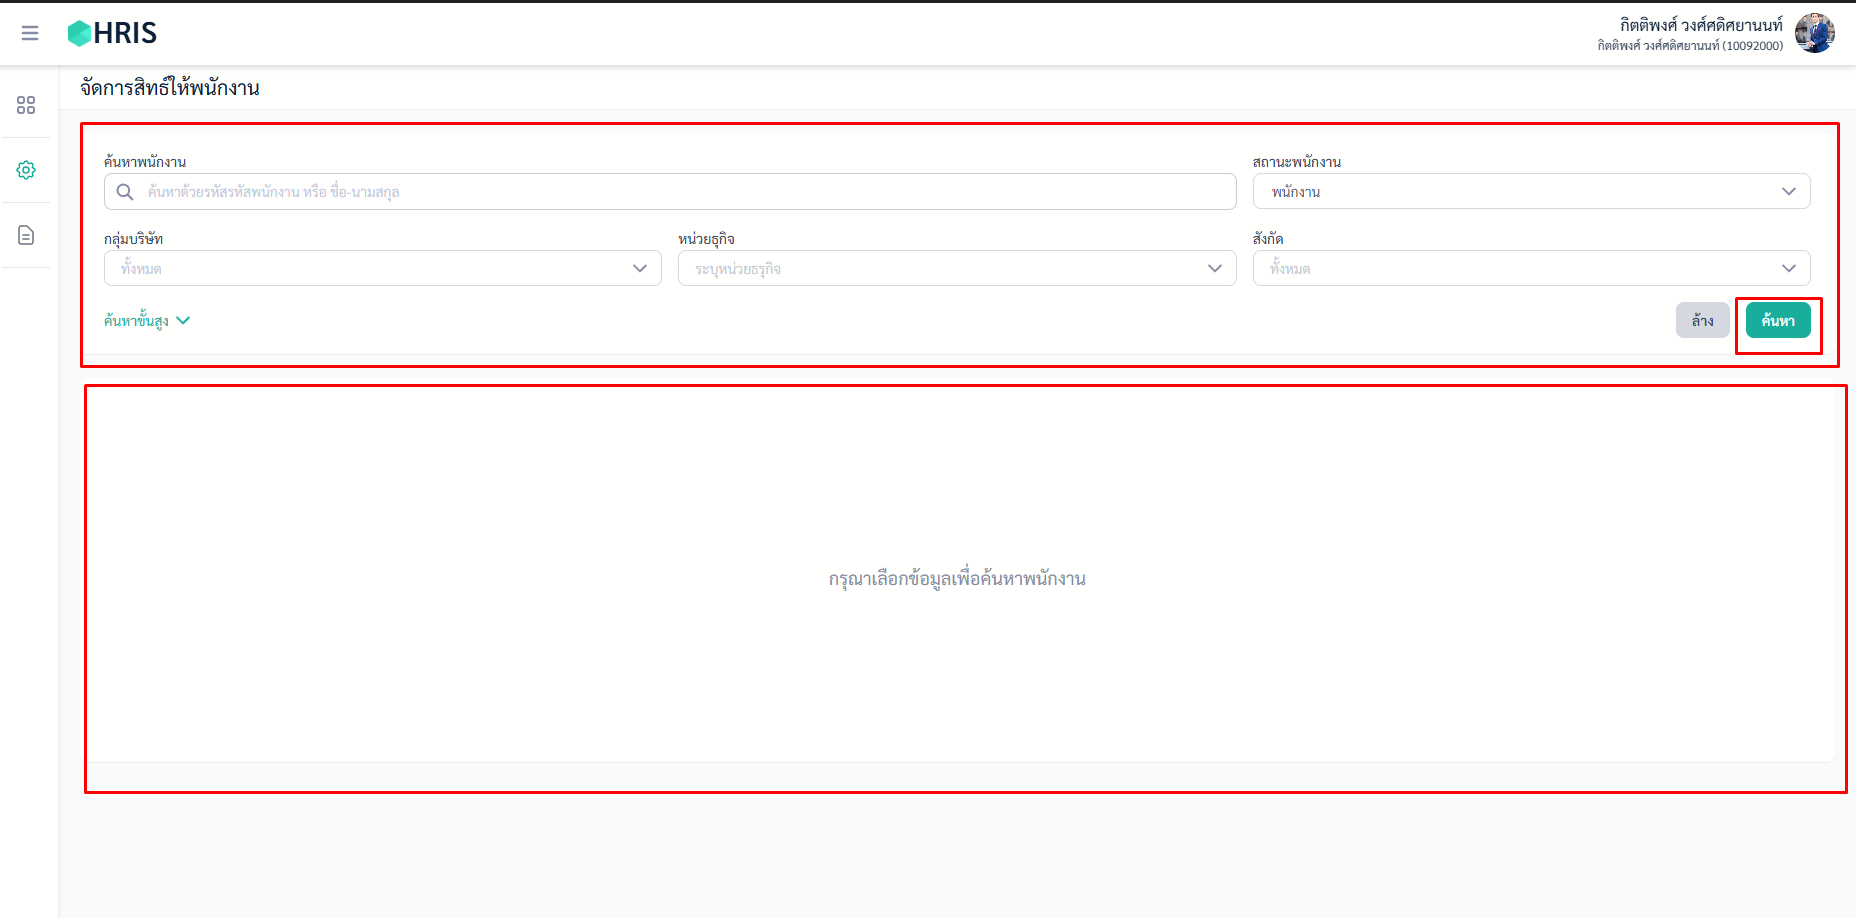 HRIS
กิตติพงศ์ วงศ์ศดิศยานนท์
กิตติพงศ์ วงศ์ศดิศยานนท์ (10092000)
จัดการสิทธิ์ให้พนักงาน
ค้นหาพนักงาน
สถานะพนักงาน
ค้นหาด้วยรหัสรหัสพนักงาน หรือ ชื่อ-นามสกุล
พนักงาน
กลุ่มบริษัท
หน่วยธุกิจ
สังกัด
ทั้งหมด
ระบุหน่วยธรุกิจ
ทั้งหมด
ค้นหาขั้นสูง
ล้าง
ค้นหา
กรุณาเลือกข้อมูลเพื่อค้นหาพนักงาน